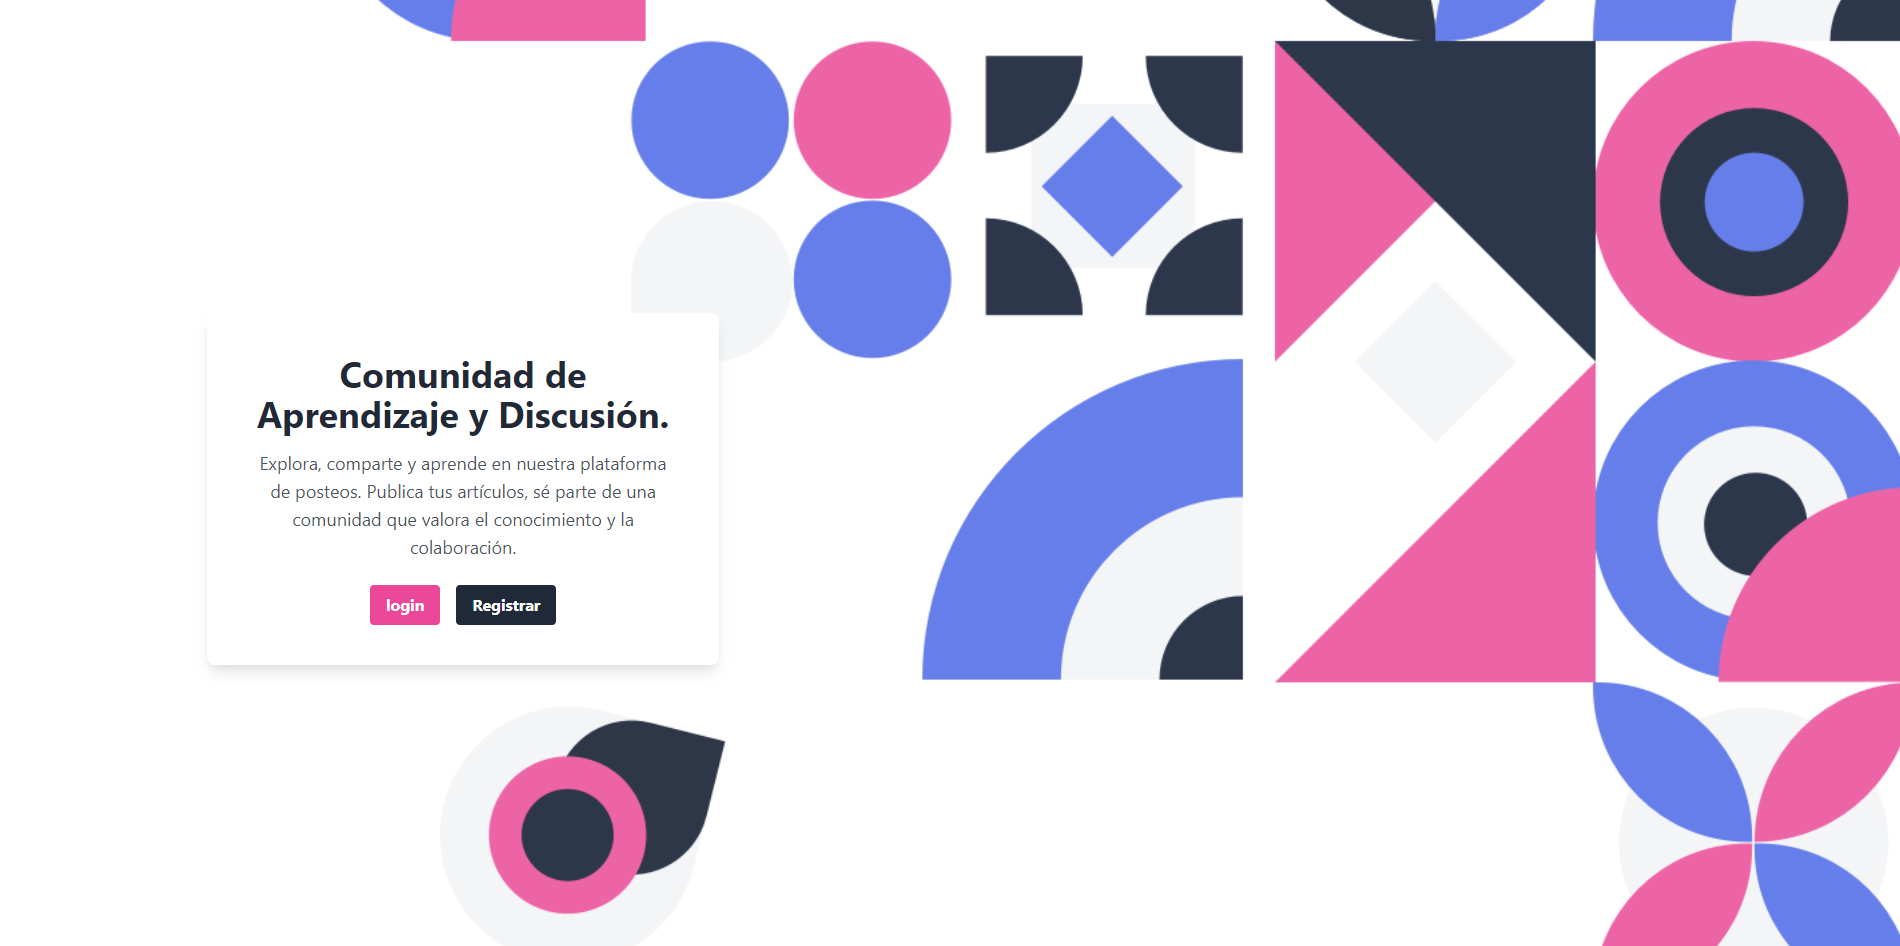 Comunidad de
Aprendizaje y Discusión.
Explora, comparte y aprende en nuestra plataforma
de posteos. Publica tus artículos, sé parte de una
comunidad que valora el conocimiento y la
colaboración.
login Registrar